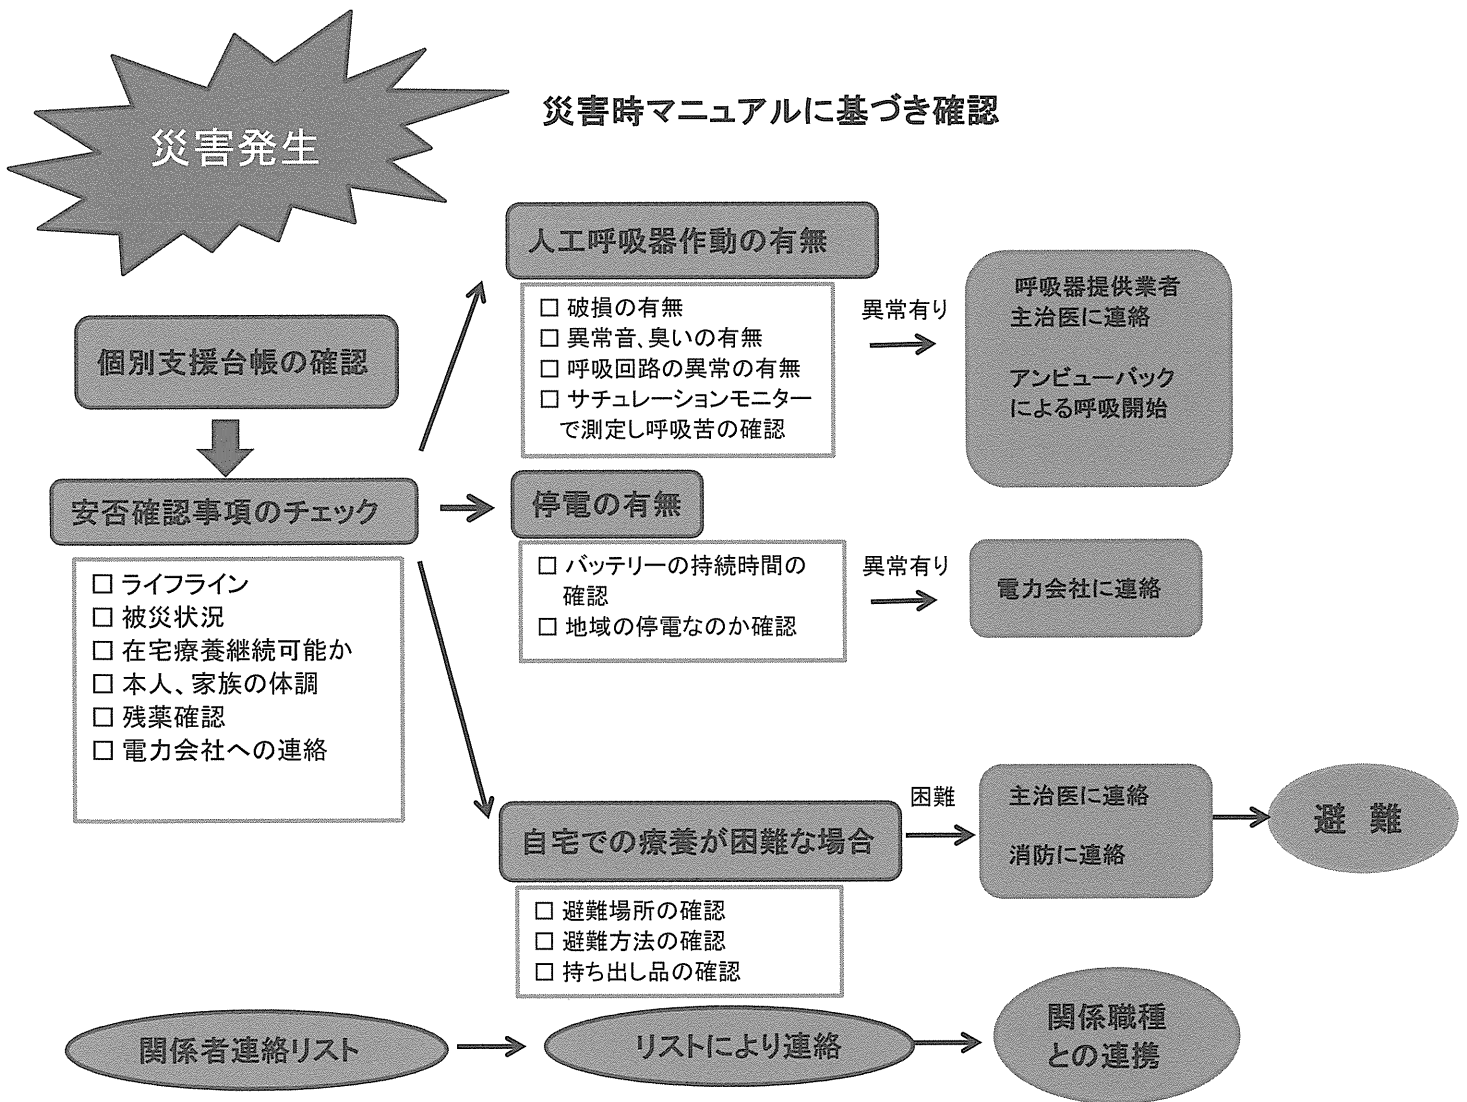 災害発生
災害時マニュアルに基づき確認
個別支援台帳の確認
安否確認事項のチェック
□ ライフライン
□ 被災状況
□ 在宅療養継続可能か
□ 本人、家族の体調
□ 残薬確認
□ 電力会社への連絡
人工呼吸器作動の有無
□ 破損の有無
□ 異常音、臭いの有無
□ 呼吸回路の異常の有無
□ サチュレーションモニター
で測定し呼吸苦の確認
異常有り
呼吸器提供業者
主治医に連絡
アンビューバック
による呼吸開始
停電の有無
□ バッテリーの持続時間の
確認
□ 地域の停電なのか確認
異常有り
電力会社に連絡
自宅での療養が困難な場合
□ 避難場所の確認
□ 避難方法の確認
□ 持ち出し品の確認
困難
主治医に連絡
消防に連絡
避 難
関係者連絡リスト
リストにより連絡
関係職種
との連携